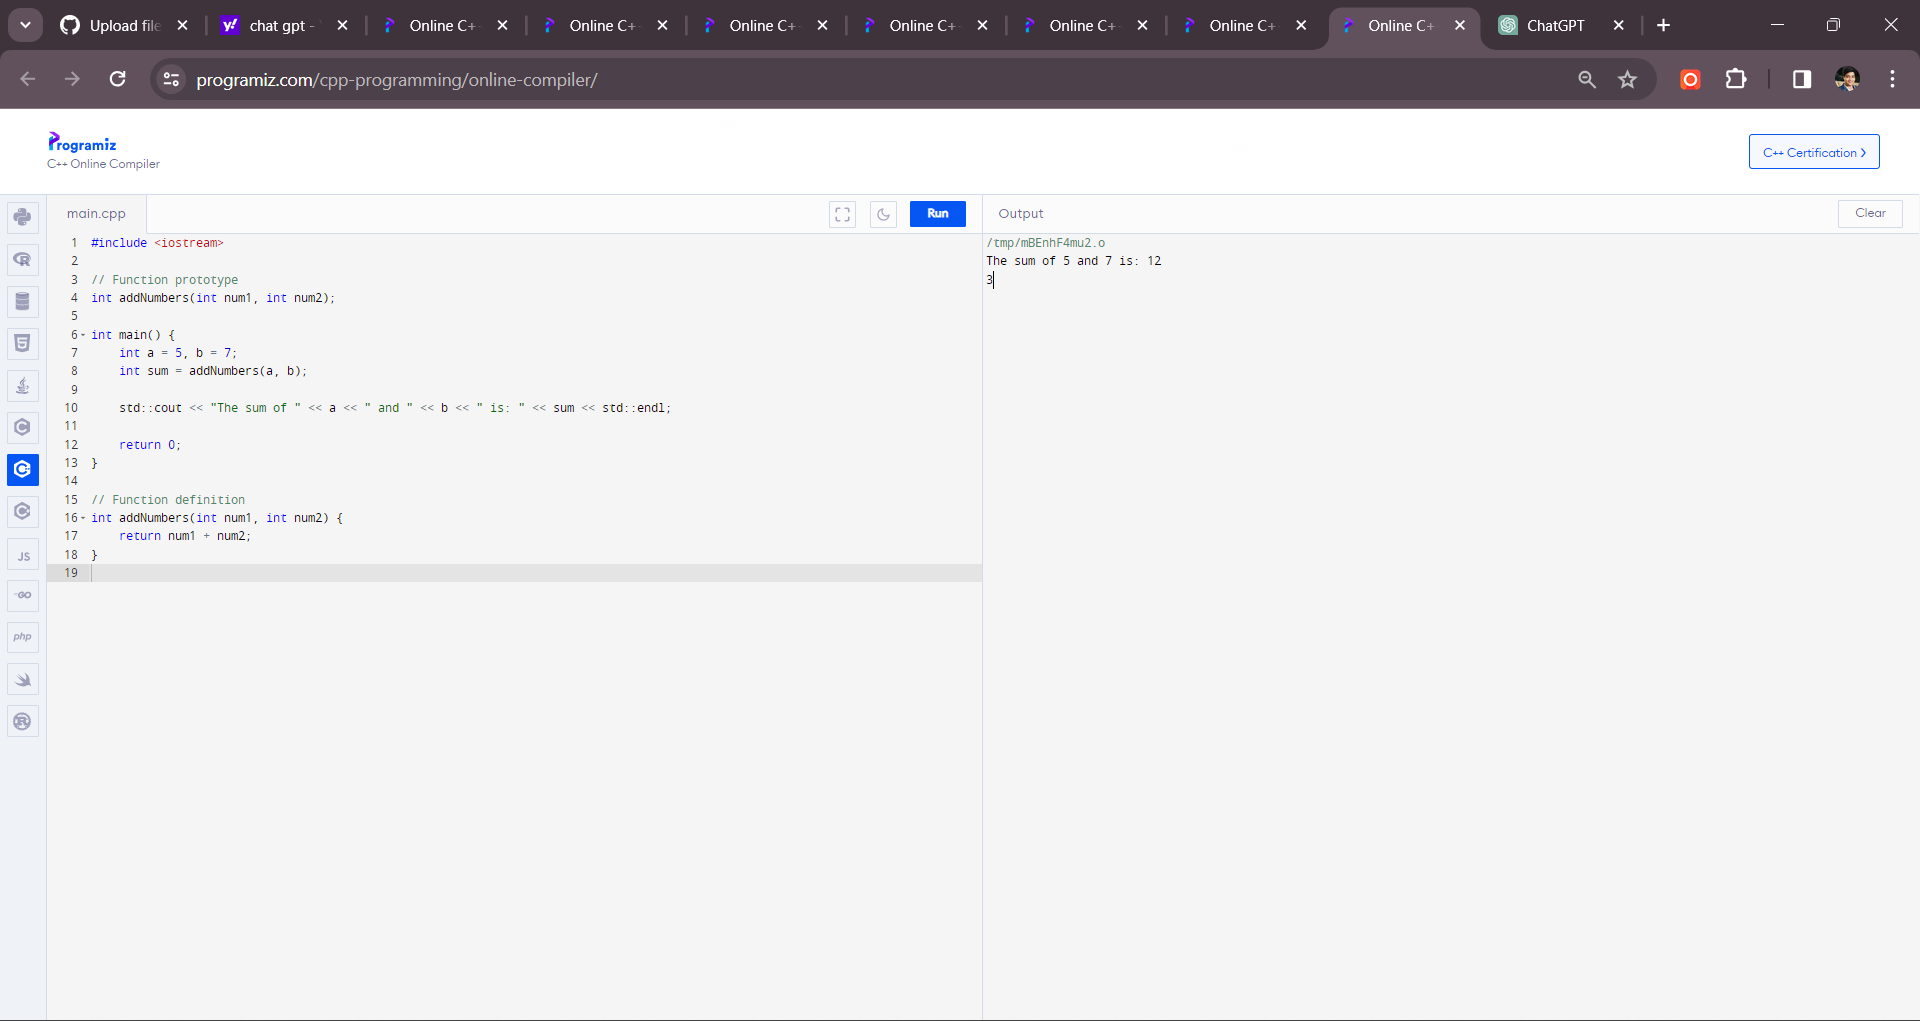 Upload file
chat gpt -
Online C+
Online C+
Online C+
Online C+
Online C+
Online C+
Online C+
ChatGPT
programiz.com/cpp-programming/online-compiler/
Programiz
C++ Online Compiler
C++ Certification
main.cpp
Run
Output
Clear
1 #include <iostream>
2
3 // Function prototype
4 int addNumbers(int num1, int num2);
5
6 int main() {
7     int a = 5, b = 7;
8     int sum = addNumbers(a, b);
9
10     std::cout << "The sum of " << a << " and " << b << " is: " << sum << std::endl;
11
12     return 0;
13 }
14
15 // Function definition
16 int addNumbers(int num1, int num2) {
17     return num1 + num2;
18 }
19
/tmp/mBEnhF4mu2.o
The sum of 5 and 7 is: 12
3
JS
GO
php